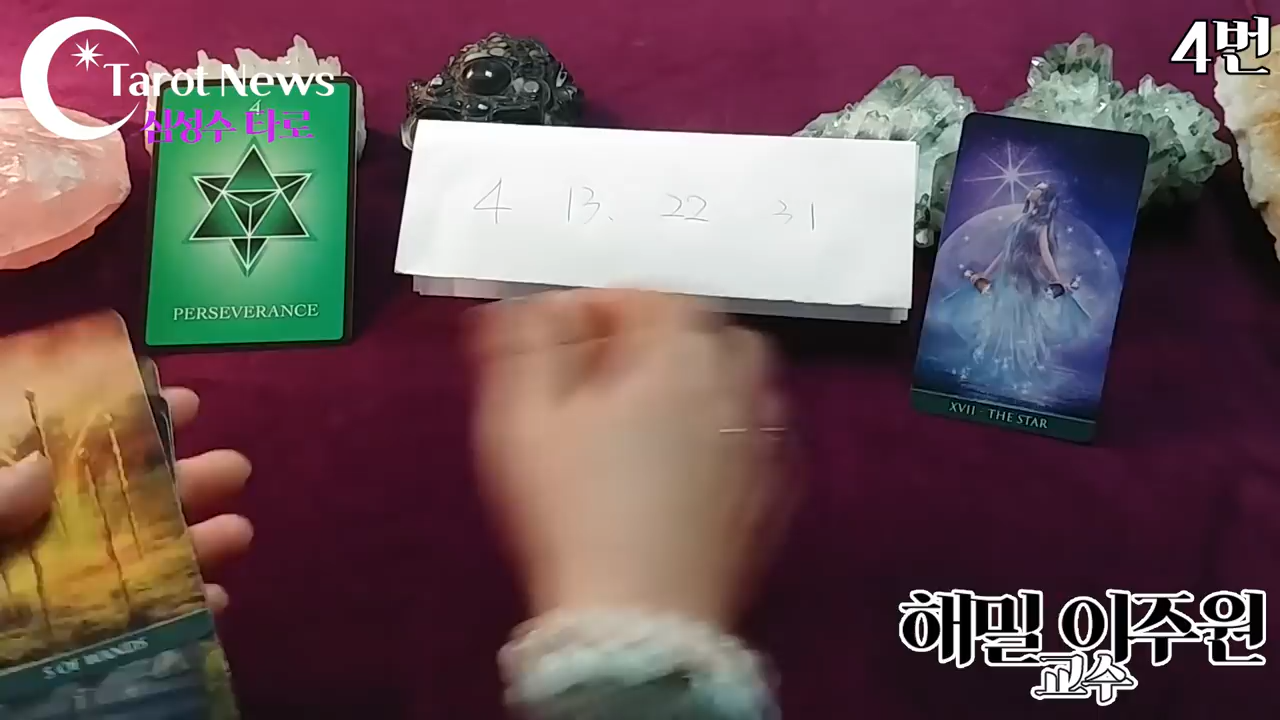 4번
Tarot News
심성수 타로
4
PERSEVERANCE
4 13. 22 31
XVII - THE STAR
5 OF WANDS
해밀 이주원
교수